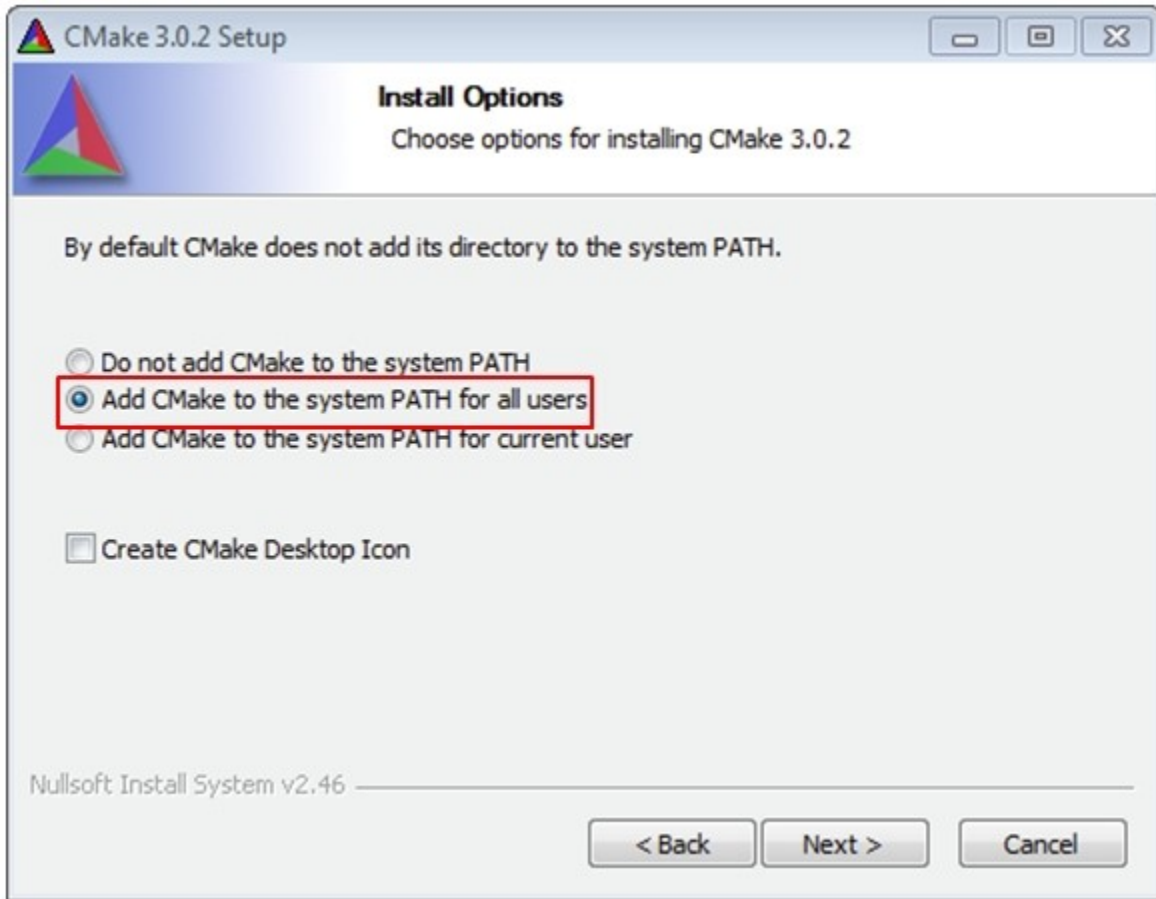 CMake 3.0.2 Setup
Install Options
Choose options for installing CMake 3.0.2
By default CMake does not add its directory to the system PATH.
Do not add CMake to the system PATH
Add CMake to the system PATH for all users
Add CMake to the system PATH for current user
Create CMake Desktop Icon
Nullsoft Install System v2.46
< Back Next > Cancel